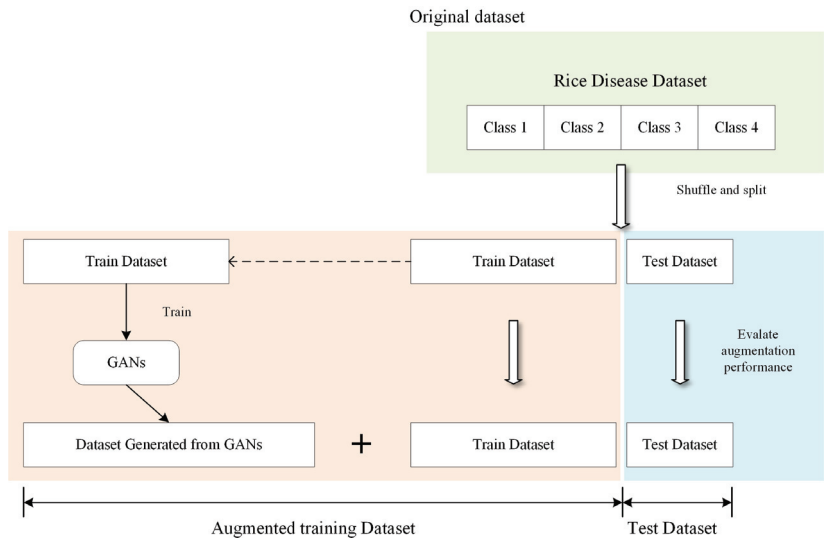 Original dataset
Rice Disease Dataset
Class 1
Class 2
Class 3
Class 4
Shuffle and split
Train Dataset
Train Dataset
Test Dataset
Train
Evalate
augmentation
performance
GANs
Dataset Generated from GANs
+
Train Dataset
Test Dataset
Augmented training Dataset
Test Dataset